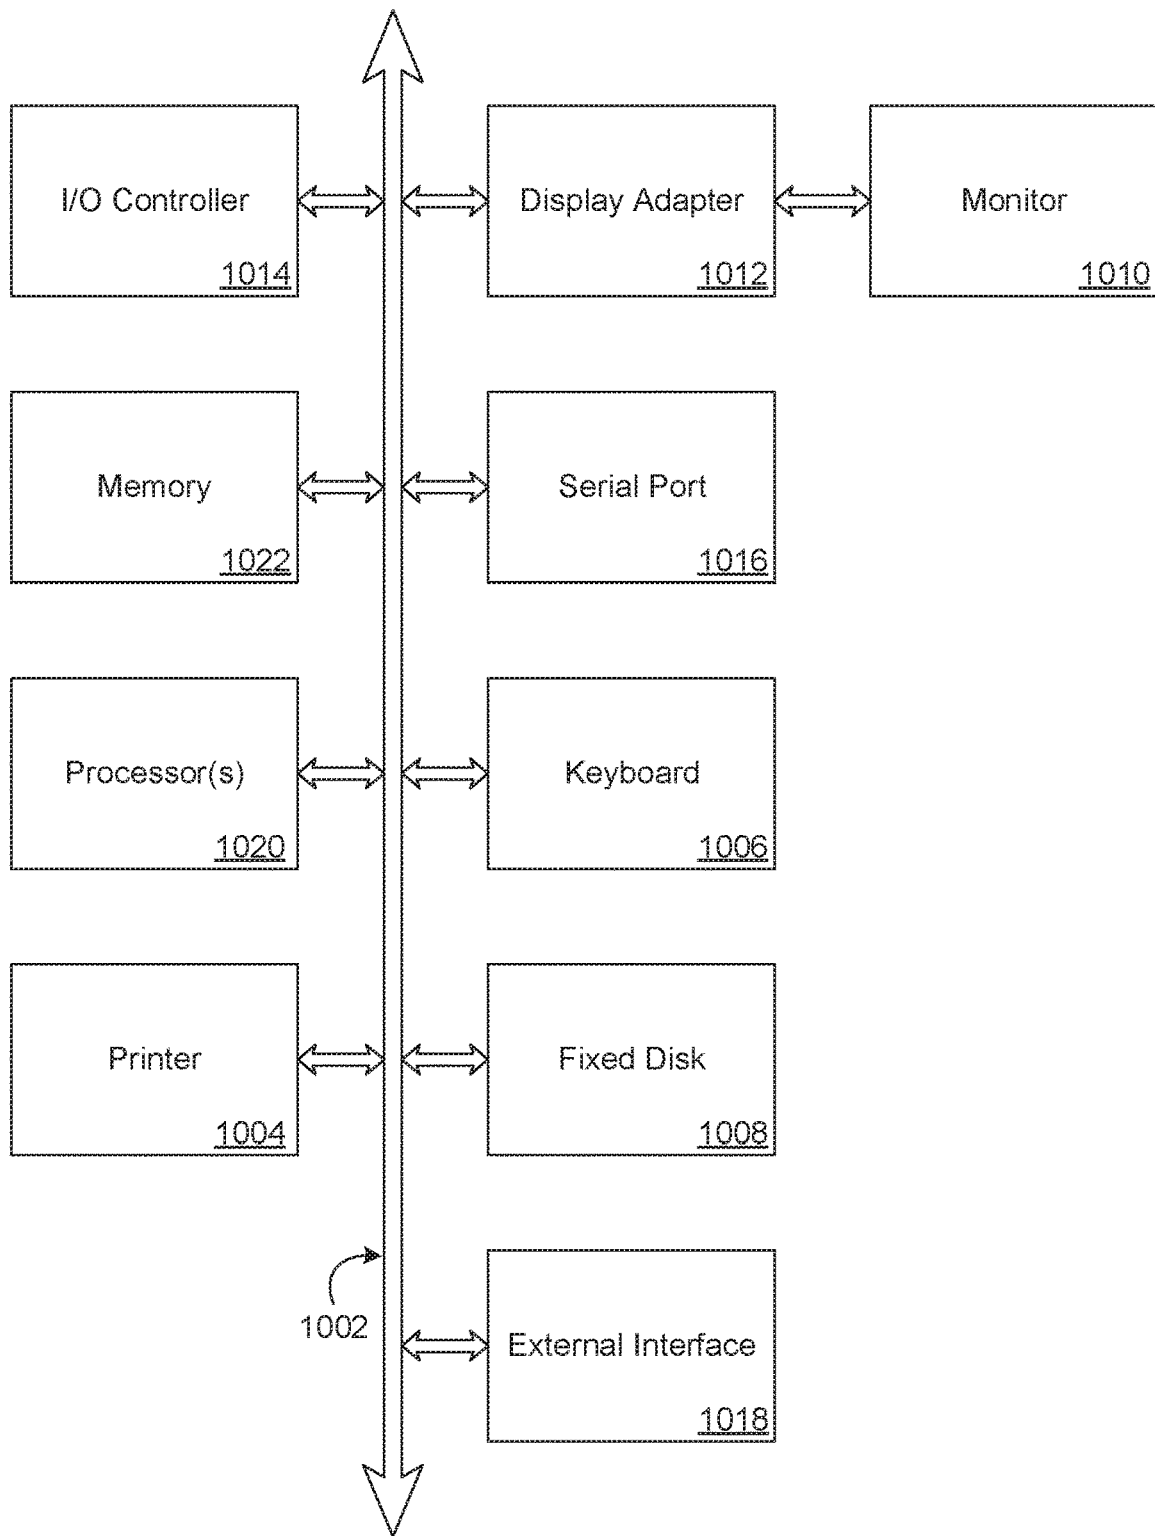 I/O Controller
1014
Display Adapter
1012
Monitor
1010
Memory
1022
Serial Port
1016
Processor(s)
1020
Keyboard
1006
Printer
1004
Fixed Disk
1008
1002
External Interface
1018